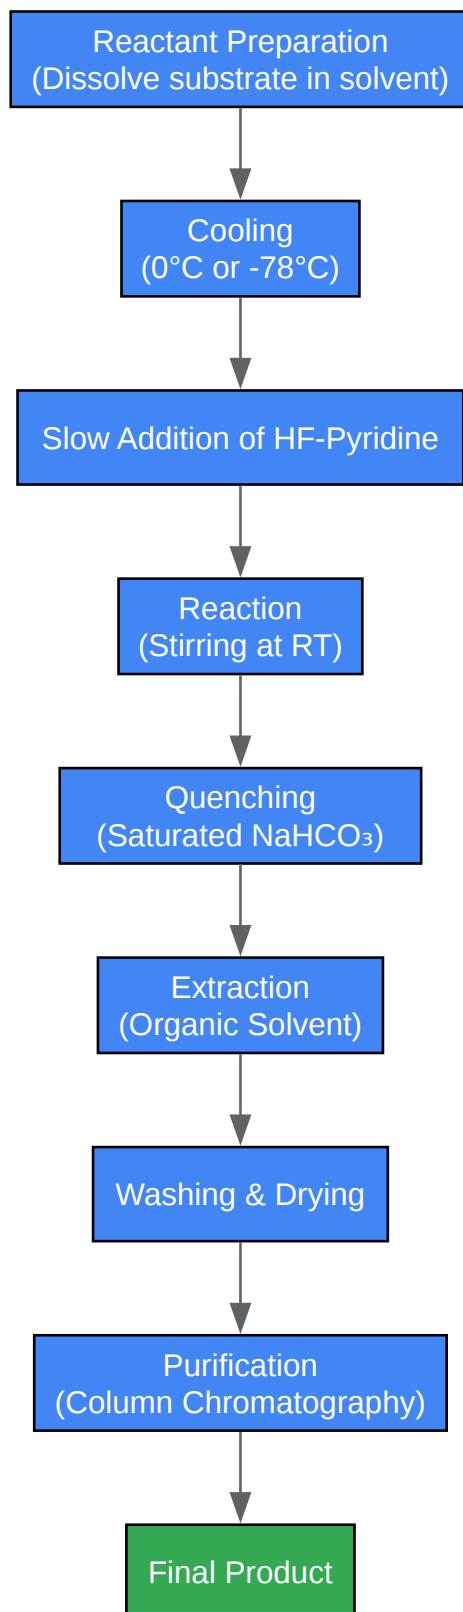 Reactant Preparation
(Dissolve substrate in solvent)
Cooling
(0°C or -78°C)
Slow Addition of HF-Pyridine
Reaction
(Stirring at RT)
Quenching
(Saturated NaHCO₃)
Extraction
(Organic Solvent)
Washing & Drying
Purification
(Column Chromatography)
Final Product